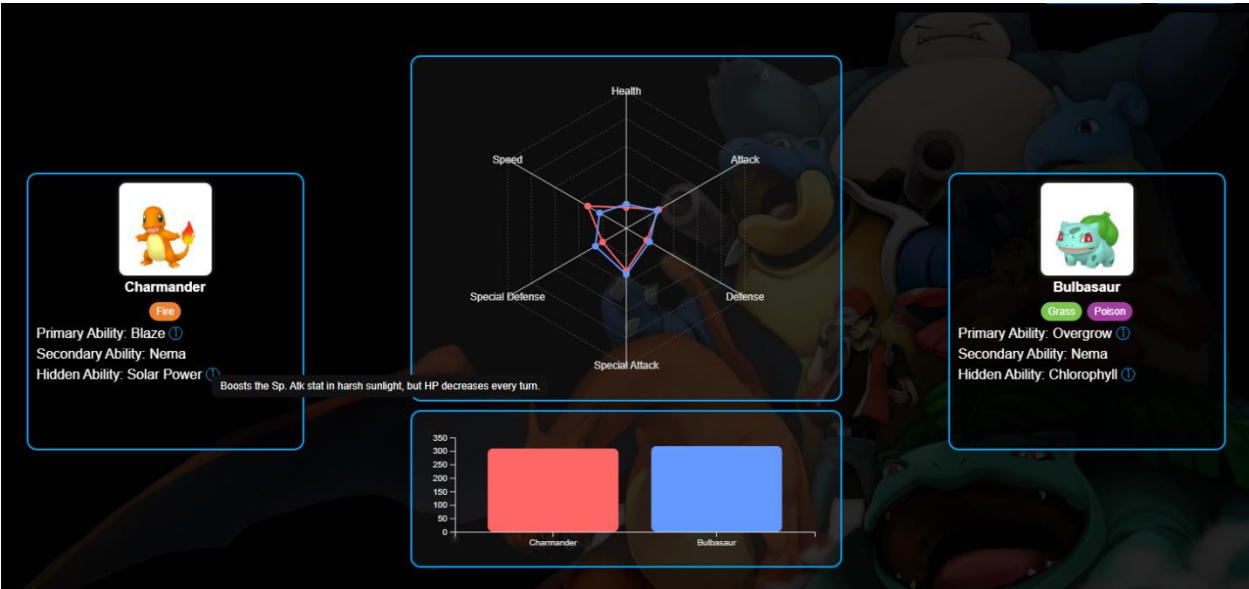 Charmander
Fire
Primary Ability: Blaze ⓘ
Secondary Ability: Nema
Hidden Ability: Solar Power ⓘ
Boosts the Sp. Atk stat in harsh sunlight, but HP decreases every turn.
Health
Speed
Attack
Special Defense
Defense
Special Attack
350
300
250
200
150
100
50
0
Charmander
Bulbasaur
Bulbasaur
Grass Poison
Primary Ability: Overgrow ⓘ
Secondary Ability: Nema
Hidden Ability: Chlorophyll ⓘ